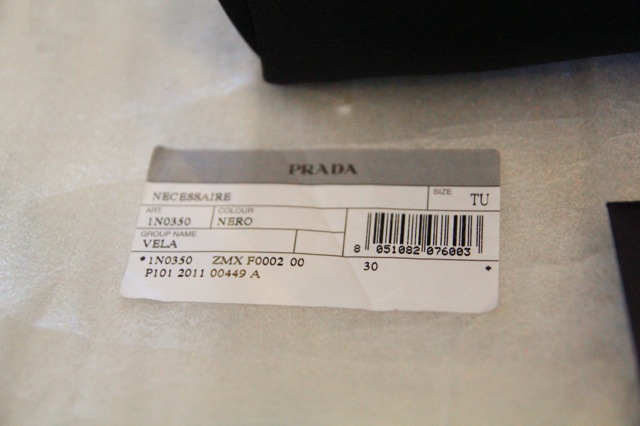 PRADA
NECESSAIRE SIZE TU
ART. COLOUR
1N0350 NERO
GROUP NAME
VELA
8 051082 076003
*1N0350 ZMX F0002 00 30 *
P101 2011 00449 A